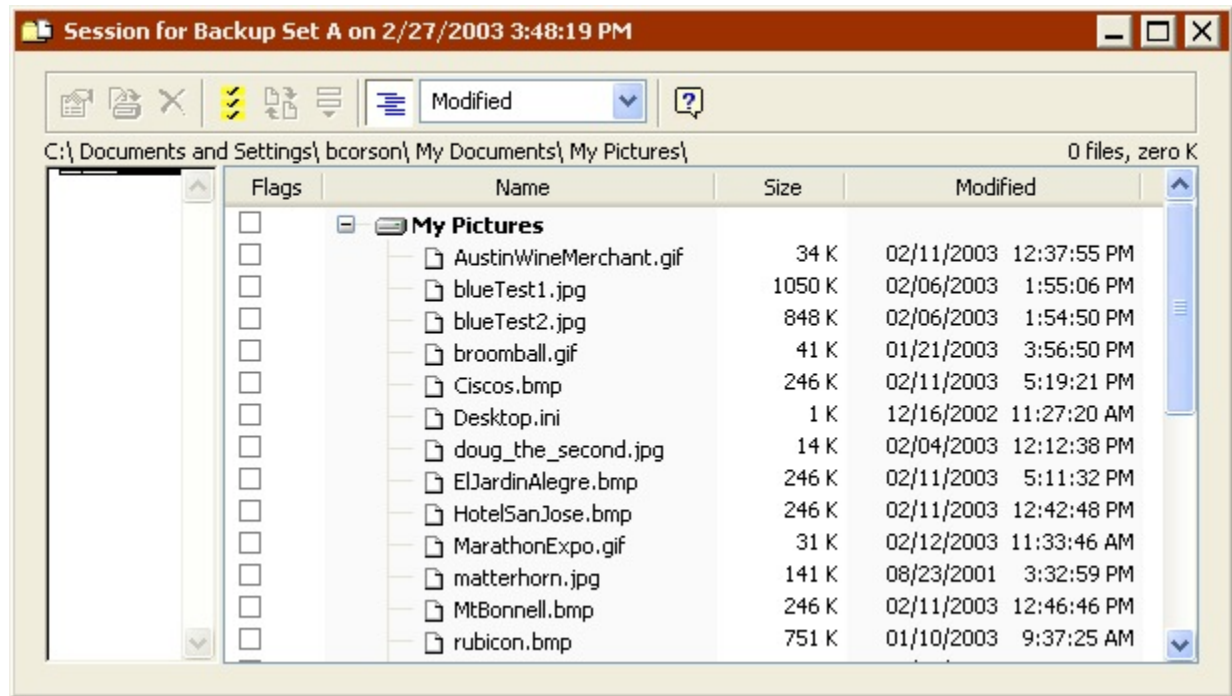 Session for Backup Set A on 2/27/2003 3:48:19 PM
Modified
C:\ Documents and Settings\ bcorson\ My Documents\ My Pictures\ 0 files, zero K
Flags Name Size Modified
My Pictures
AustinWineMerchant.gif 34 K 02/11/2003 12:37:55 PM
blueTest1.jpg 1050 K 02/06/2003 1:55:06 PM
blueTest2.jpg 848 K 02/06/2003 1:54:50 PM
broomball.gif 41 K 01/21/2003 3:56:50 PM
Ciscos.bmp 246 K 02/11/2003 5:19:21 PM
Desktop.ini 1 K 12/16/2002 11:27:20 AM
doug_the_second.jpg 14 K 02/04/2003 12:12:38 PM
ElJardinAlegre.bmp 246 K 02/11/2003 5:11:32 PM
HotelSanJose.bmp 246 K 02/11/2003 12:42:48 PM
MarathonExpo.gif 31 K 02/12/2003 11:33:46 AM
matterhorn.jpg 141 K 08/23/2001 3:32:59 PM
MtBonnell.bmp 246 K 02/11/2003 12:46:46 PM
rubicon.bmp 751 K 01/10/2003 9:37:25 AM